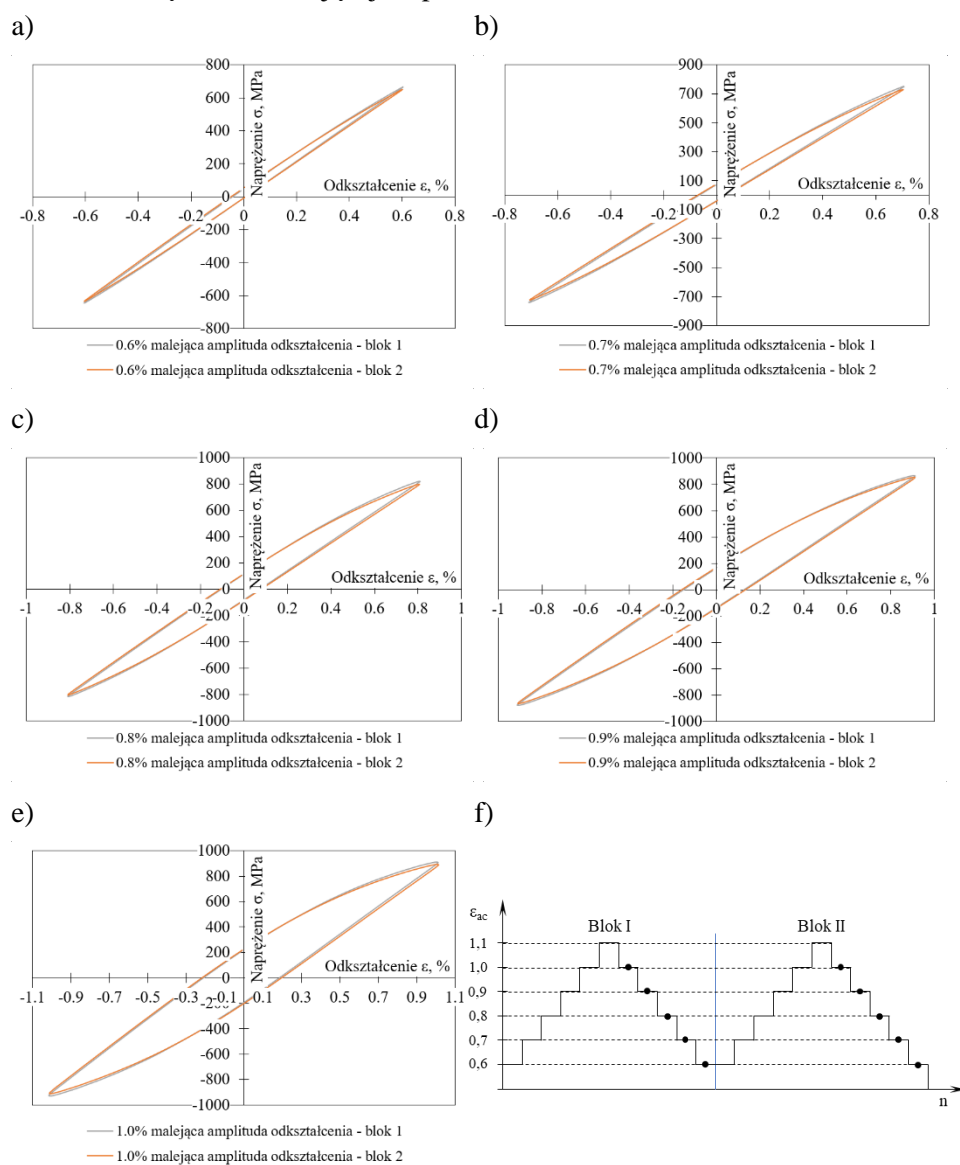 a)
800
600
400
200
0
-200
-400
-600
-800
-0.8 -0.6 -0.4 -0.2 0 0.2 0.4 0.6 0.8
Naprężenie σ, MPa
Odkształcenie ε, %
0.6% malejąca amplituda odkształcenia - blok 1
0.6% malejąca amplituda odkształcenia - blok 2
b)
900
700
500
300
100
-100
-300
-500
-700
-900
-0.8 -0.6 -0.4 -0.2 0 0.2 0.4 0.6 0.8
Naprężenie σ, MPa
Odkształcenie ε, %
0.7% malejąca amplituda odkształcenia - blok 1
0.7% malejąca amplituda odkształcenia - blok 2
c)
1000
800
600
400
200
0
-200
-400
-600
-800
-1000
-1 -0.8 -0.6 -0.4 -0.2 0 0.2 0.4 0.6 0.8 1
Naprężenie σ, MPa
Odkształcenie ε, %
0.8% malejąca amplituda odkształcenia - blok 1
0.8% malejąca amplituda odkształcenia - blok 2
d)
1000
800
600
400
200
0
-200
-400
-600
-800
-1000
-1 -0.8 -0.6 -0.4 -0.2 0 0.2 0.4 0.6 0.8 1
Naprężenie σ, MPa
Odkształcenie ε, %
0.9% malejąca amplituda odkształcenia - blok 1
0.9% malejąca amplituda odkształcenia - blok 2
e)
1000
800
600
400
200
0
-400
-600
-800
-1000
-1.1 -0.9 -0.7 -0.5 -0.3 -0.1 0.1 0.3 0.5 0.7 0.9 1.1
Naprężenie σ, MPa
Odkształcenie ε, %
1.0% malejąca amplituda odkształcenia - blok 1
1.0% malejąca amplituda odkształcenia - blok 2
f)
εac
Blok I Blok II
1,1
1,0
0,9
0,8
0,7
0,6
n